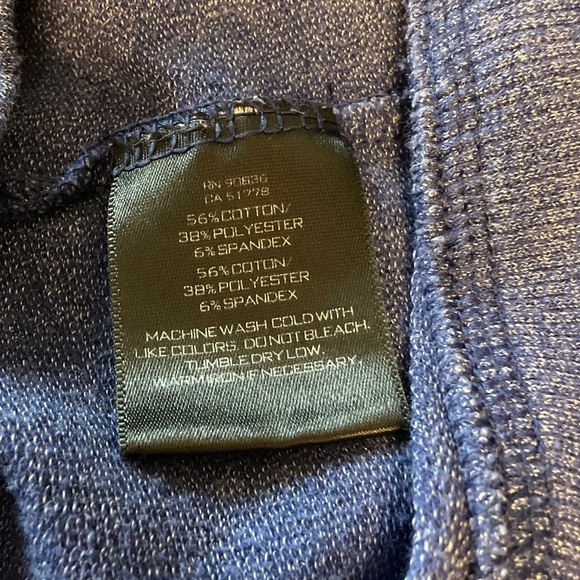 RN 90636
CA 51778
56% COTTON/
38% POLYESTER
6% SPANDEX
56% COTON/
38% POLYESTER
6% SPANDEX
MACHINE WASH COLD WITH
LIKE COLORS. DO NOT BLEACH.
TUMBLE DRY LOW.
WARM IRON IF NECESSARY.